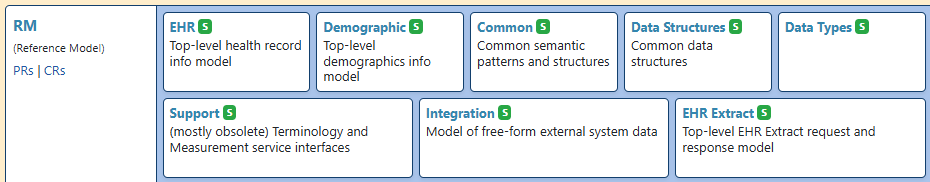 RM
(Reference Model)
PRs | CRs
EHR S
Top-level health record
info model
Demographic S
Top-level
demographics info
model
Common S
Common semantic
patterns and structures
Data Structures S
Common data
structures
Data Types S
Support S
(mostly obsolete) Terminology and
Measurement service interfaces
Integration S
Model of free-form external system data
EHR Extract S
Top-level EHR Extract request and
response model